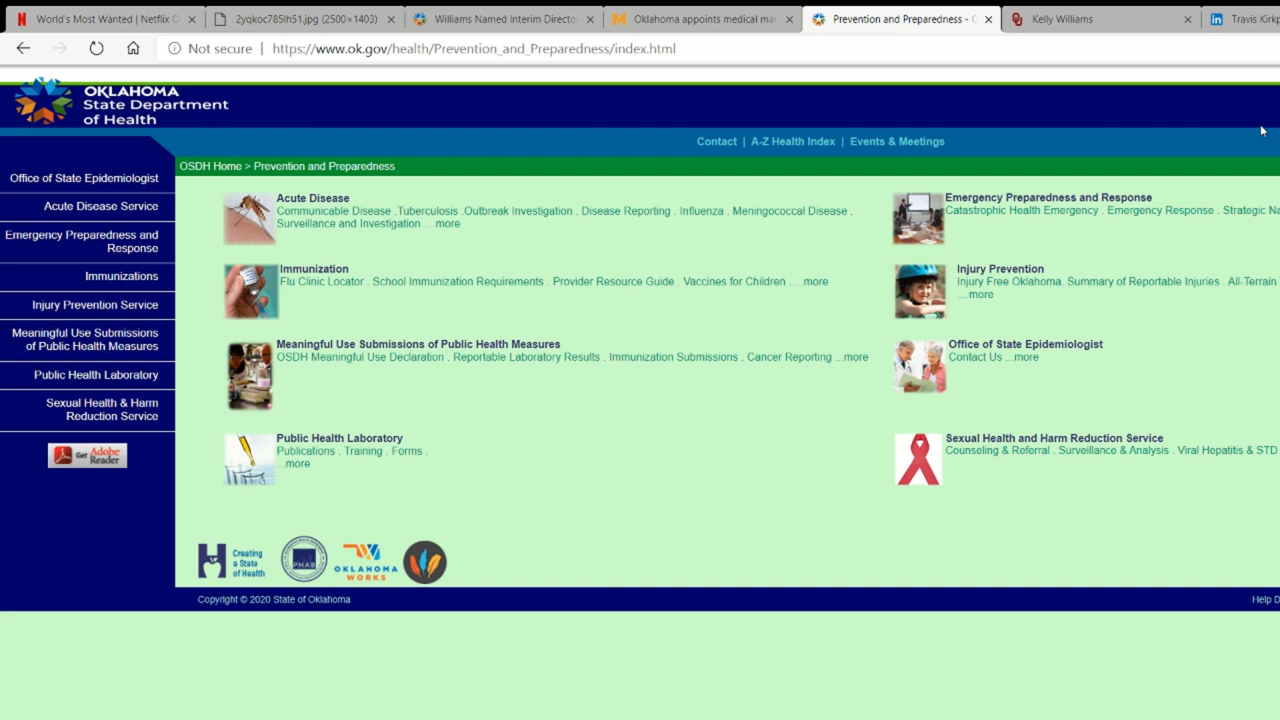 World's Most Wanted | Netflix O
2yqkoc785lh51.jpg (2500×1403)
Williams Named Interim Directo
Oklahoma appoints medical ma
Prevention and Preparedness -
Kelly Williams
Travis Kirkp
Not secure | https://www.ok.gov/health/Prevention_and_Preparedness/index.html
OKLAHOMA
State Department
of Health
Contact | A-Z Health Index | Events & Meetings
OSDH Home > Prevention and Preparedness
Office of State Epidemiologist
Acute Disease Service
Emergency Preparedness and
Response
Immunizations
Injury Prevention Service
Meaningful Use Submissions
of Public Health Measures
Public Health Laboratory
Sexual Health & Harm
Reduction Service
Get Adobe
Reader
Acute Disease
Communicable Disease .Tuberculosis .Outbreak Investigation . Disease Reporting . Influenza . Meningococcal Disease .
Surveillance and Investigation ....more
Emergency Preparedness and Response
Catastrophic Health Emergency . Emergency Response . Strategic Na
Immunization
Flu Clinic Locator . School Immunization Requirements . Provider Resource Guide . Vaccines for Children .....more
Injury Prevention
Injury Free Oklahoma. Summary of Reportable Injuries . All-Terrain
....more
Meaningful Use Submissions of Public Health Measures
OSDH Meaningful Use Declaration . Reportable Laboratory Results . Immunization Submissions . Cancer Reporting ...more
Office of State Epidemiologist
Contact Us ...more
Public Health Laboratory
Publications . Training . Forms .
...more
Sexual Health and Harm Reduction Service
Counseling & Referral . Surveillance & Analysis . Viral Hepatitis & STD
Creating
a State
of Health
PHAB
OKLAHOMA
WORKS
Copyright © 2020 State of Oklahoma
Help D